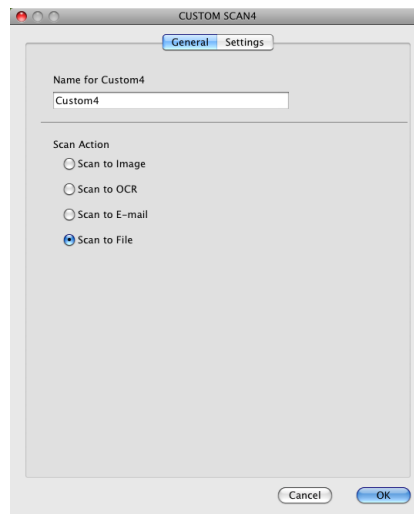 CUSTOM SCAN4
General Settings
Name for Custom4
Custom4
Scan Action
Scan to Image
Scan to OCR
Scan to E-mail
Scan to File
Cancel OK